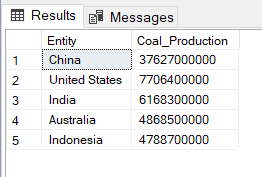 Results Messages
Entity Coal_Production
1 China 37627000000
2 United States 7706400000
3 India 6168300000
4 Australia 4868500000
5 Indonesia 4788700000